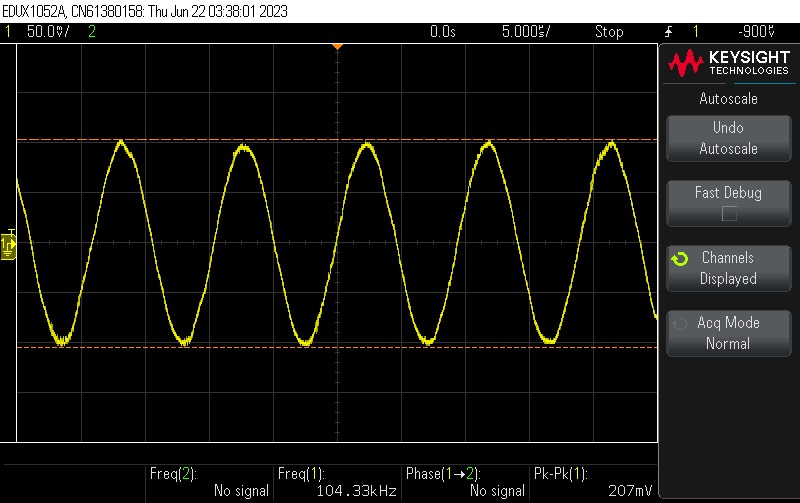 EDUX1052A, CN61380158: Thu Jun 22 03:38:01 2023
1 50.0V/ 2 0.0s 5.000s/ Stop 1 -900V
KEYSIGHT
TECHNOLOGIES
Autoscale
Undo
Autoscale
Fast Debug
Channels
Displayed
Acq Mode
Normal
T
1
Freq(2): Freq(1): Phase(1→2): Pk-Pk(1):
No signal 104.33kHz No signal 207mV